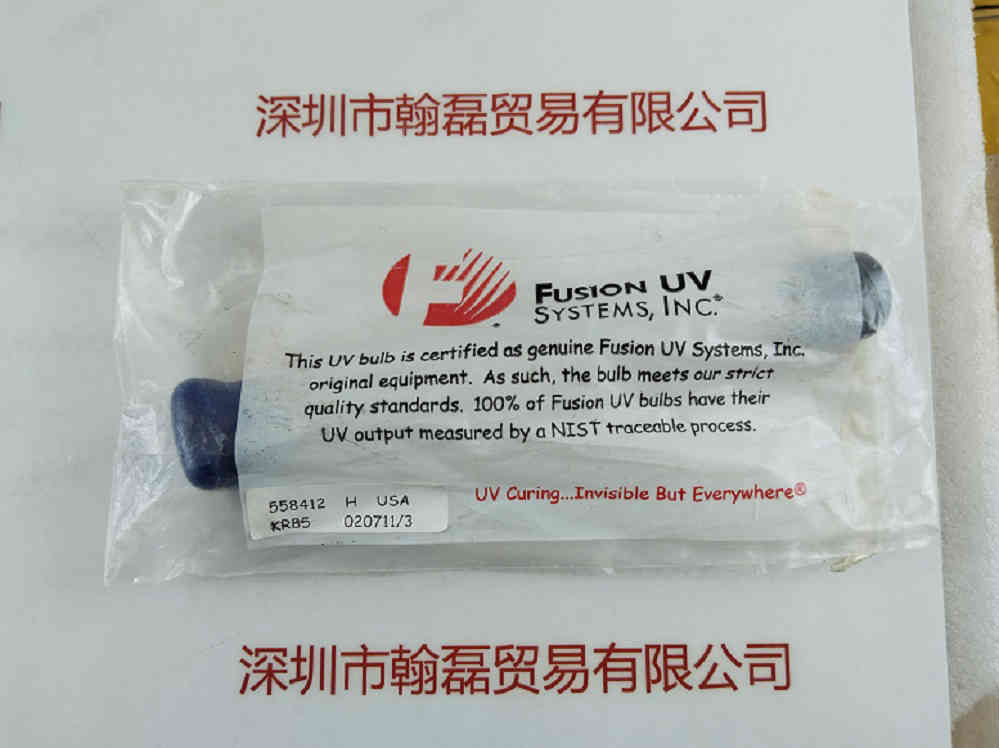 深圳市翰磊贸易有限公司
FUSION UV
SYSTEMS, INC.®
This UV bulb is certified as genuine Fusion UV Systems, Inc.
original equipment. As such, the bulb meets our strict
quality standards. 100% of Fusion UV bulbs have their
UV output measured by a NIST traceable process.
UV Curing...Invisible But Everywhere®
558412 H USA
KR85 020711/3
深圳市翰磊贸易有限公司